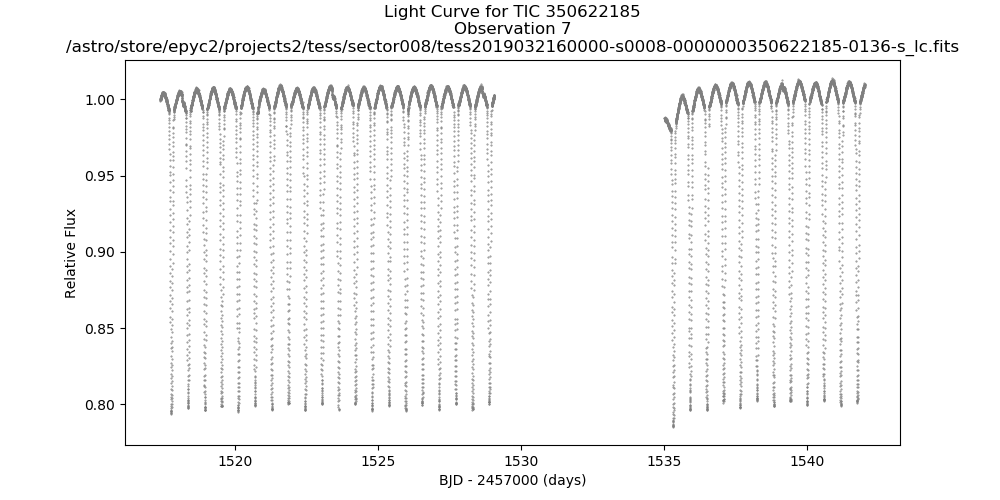 Light Curve for TIC 350622185
Observation 7
/astro/store/epyc2/projects2/tess/sector008/tess2019032160000-s0008-0000000350622185-0136-s_lc.fits
1.00
0.95
0.90
0.85
0.80
Relative Flux
1520
1525
1530
1535
1540
BJD - 2457000 (days)